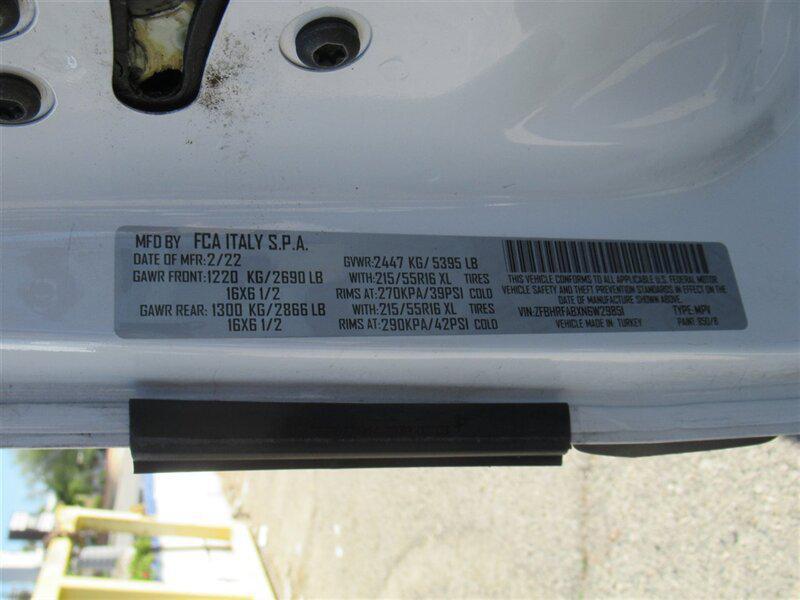 MFD BY FCA ITALY S.P.A.
DATE OF MFR: 2/22 GVWR: 2447 KG/ 5395 LB
GAWR FRONT: 1220 KG/ 2690 LB WITH: 215/55R16 XL TIRES
16X6 1/2 RIMS AT: 270KPA/39PSI COLD
GAWR REAR: 1300 KG/ 2866 LB WITH: 215/55R16 XL TIRES
16X6 1/2 RIMS AT: 290KPA/42PSI COLD
THIS VEHICLE CONFORMS TO ALL APPLICABLE U.S. FEDERAL MOTOR
VEHICLE SAFETY AND THEFT PREVENTION STANDARDS IN EFFECT ON THE
DATE OF MANUFACTURE SHOWN ABOVE.
VIN: ZFBHRFABXN6W29851 TYPE: MPV
VEHICLE MADE IN TURKEY PAINT: 950/B